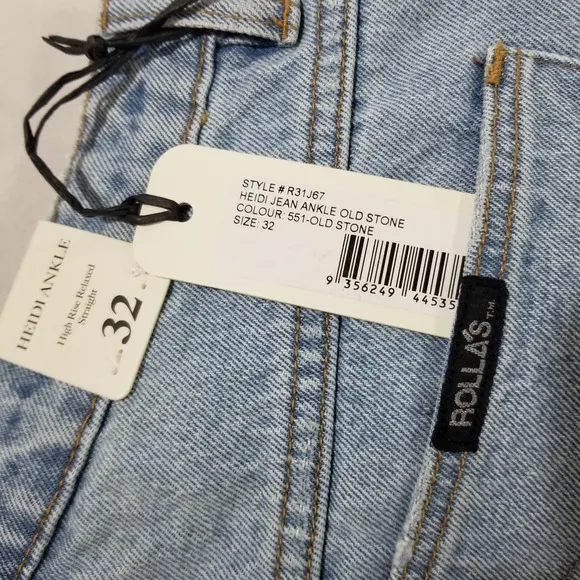 STYLE # R31J67
HEIDI JEAN ANKLE OLD STONE
COLOUR: 551-OLD STONE
SIZE: 32
9 356249 44535
HEIDI ANKLE
High Rise Relaxed
Straight
32
ROLLA'S T.M.